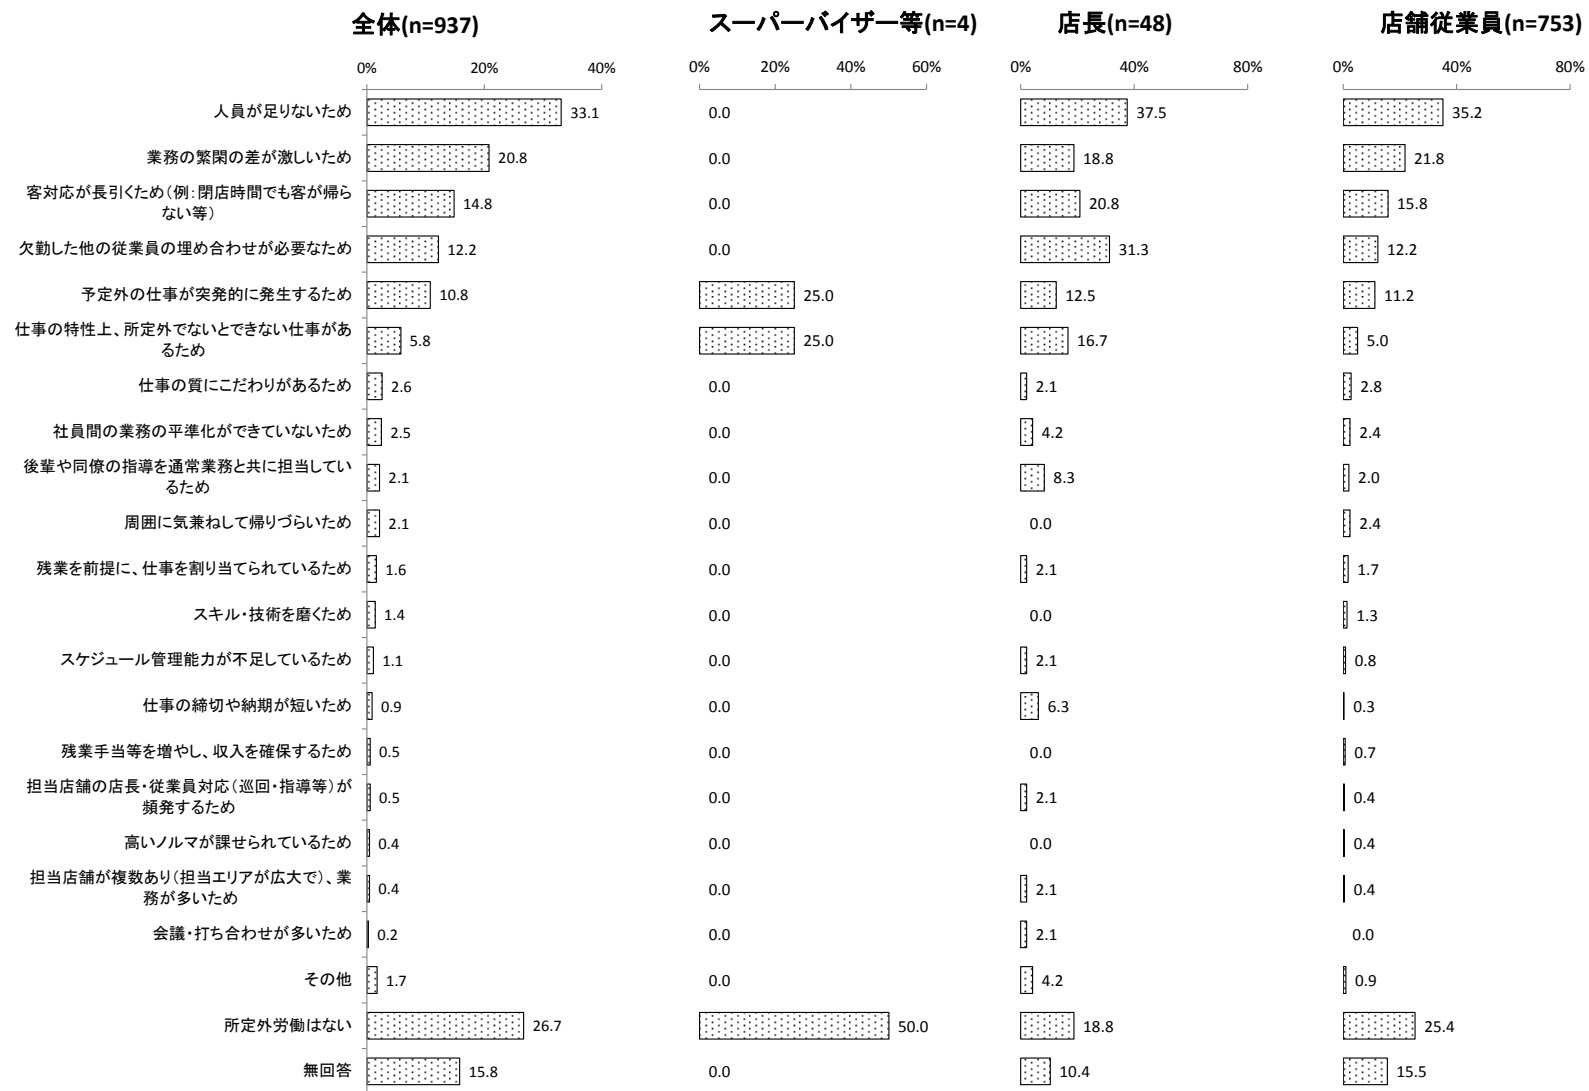 全体(n=937) スーパーバイザー等(n=4) 店長(n=48) 店舗従業員(n=753)
0% 20% 40% 0% 20% 40% 60% 0% 40% 80% 0% 40% 80%
人員が足りないため 33.1 0.0 37.5 35.2
業務の繁閑の差が激しいため 20.8 0.0 18.8 21.8
客対応が長引くため(例:閉店時間でも客が帰ら
ない等) 14.8 0.0 20.8 15.8
欠勤した他の従業員の埋め合わせが必要なため 12.2 0.0 31.3 12.2
予定外の仕事が突発的に発生するため 10.8 25.0 12.5 11.2
仕事の特性上、所定外でないとできない仕事があ
るため 5.8 25.0 16.7 5.0
仕事の質にこだわりがあるため 2.6 0.0 2.1 2.8
社員間の業務の平準化ができていないため 2.5 0.0 4.2 2.4
後輩や同僚の指導を通常業務と共に担当してい
るため 2.1 0.0 8.3 2.0
周囲に気兼ねして帰りづらいため 2.1 0.0 0.0 2.4
残業を前提に、仕事を割り当てられているため 1.6 0.0 2.1 1.7
スキル・技術を磨くため 1.4 0.0 0.0 1.3
スケジュール管理能力が不足しているため 1.1 0.0 2.1 0.8
仕事の締切や納期が短いため 0.9 0.0 6.3 0.3
残業手当等を増やし、収入を確保するため 0.5 0.0 0.0 0.7
担当店舗の店長・従業員対応(巡回・指導等)が
頻発するため 0.5 0.0 2.1 0.4
高いノルマが課せられているため 0.4 0.0 0.0 0.4
担当店舗が複数あり(担当エリアが広大で)、業
務が多いため 0.4 0.0 2.1 0.4
会議・打ち合わせが多いため 0.2 0.0 2.1 0.0
その他 1.7 0.0 4.2 0.9
所定外労働はない 26.7 50.0 18.8 25.4
無回答 15.8 0.0 10.4 15.5